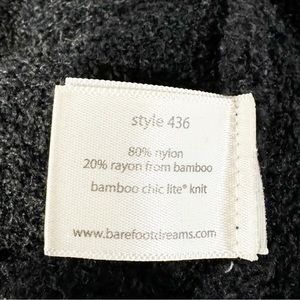 style 436
80% nylon
20% rayon from bamboo
bamboo chic lite® knit
www.barefootdreams.com